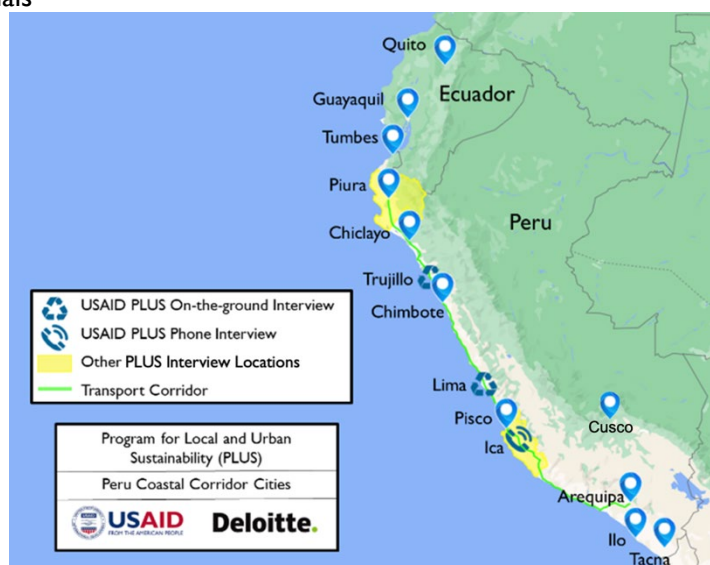 Quito
Ecuador
Guayaquil
Tumbes
Piura
Peru
Chiclayo
Trujillo
Chimbote
Lima
Pisco
Ica
Cusco
Arequipa
Ilo
Tacna
USAID PLUS On-the-ground Interview
USAID PLUS Phone Interview
Other PLUS Interview Locations
Transport Corridor
Program for Local and Urban
Sustainability (PLUS)
Peru Coastal Corridor Cities
USAID
FROM THE AMERICAN PEOPLE
Deloitte.